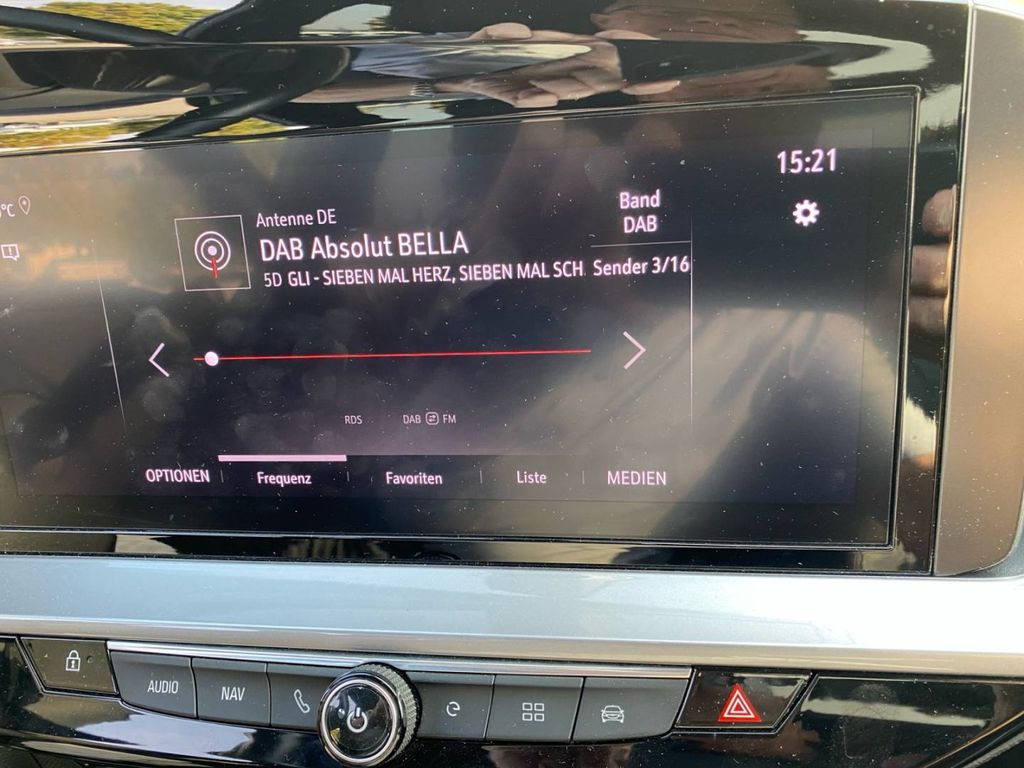 15:21
°C
Antenne DE
Band
DAB
DAB Absolut BELLA
5D GLI - SIEBEN MAL HERZ, SIEBEN MAL SCH
Sender 3/16
RDS
DAB FM
OPTIONEN
Frequenz
Favoriten
Liste
MEDIEN
AUDIO
NAV